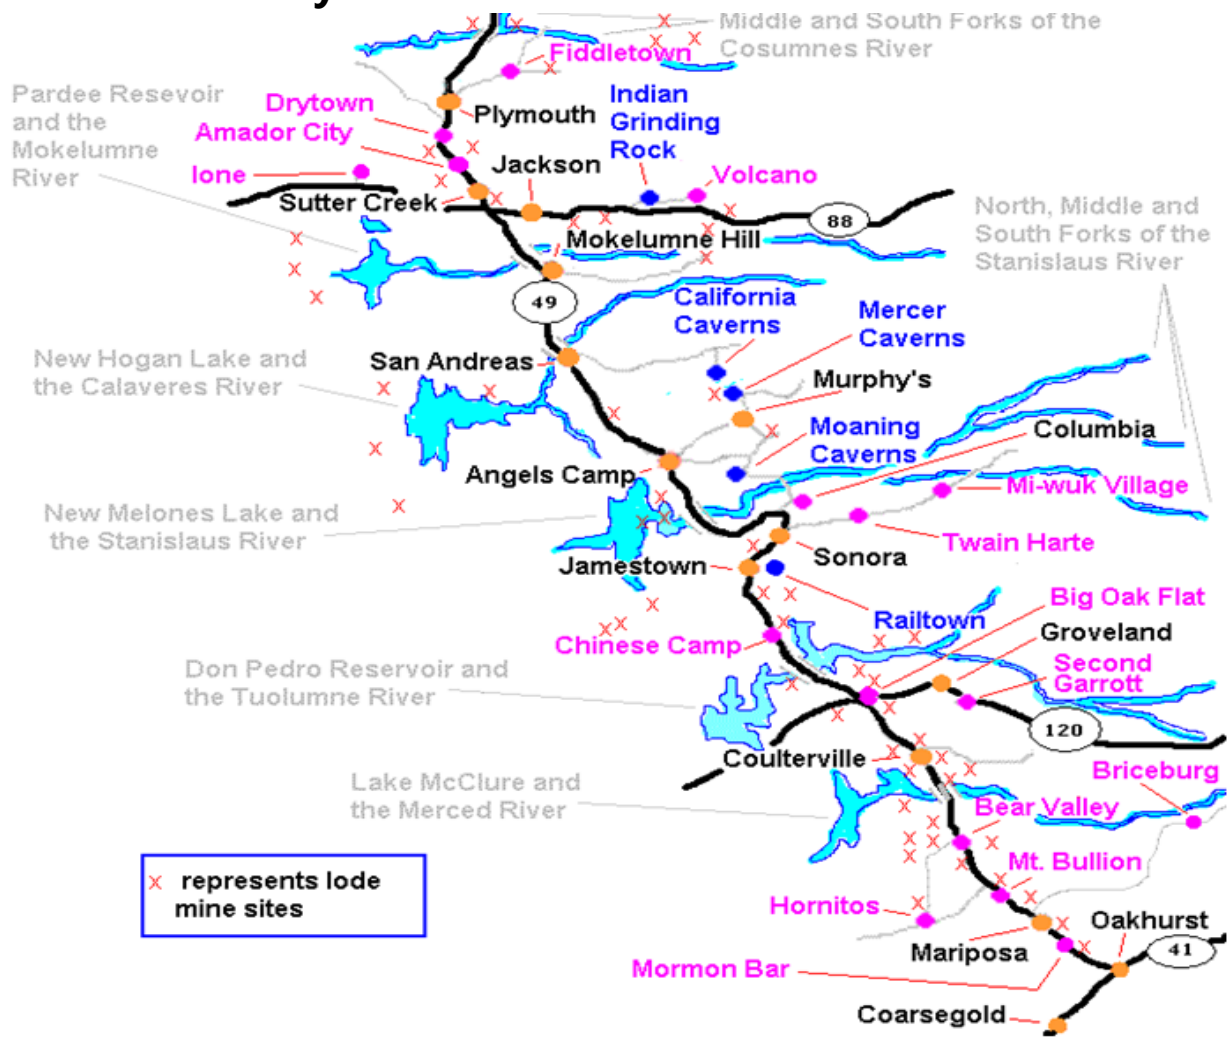 Middle and South Forks of the
Cosumnes River
Fiddletown
Pardee Resevoir
and the
Mokelumne
River
Drytown
Amador City
Ione
Plymouth
Indian
Grinding
Rock
Jackson
Volcano
Sutter Creek
88
Mokelumne Hill
North, Middle and
South Forks of the
Stanislaus River
49
California
Caverns
Mercer
Caverns
New Hogan Lake and
the Calaveres River
San Andreas
Murphy's
Moaning
Caverns
Columbia
Angels Camp
Mi-wuk Village
New Melones Lake and
the Stanislaus River
Twain Harte
Sonora
Jamestown
Railtown
Big Oak Flat
Groveland
Chinese Camp
Second
Garrott
Don Pedro Reservoir and
the Tuolumne River
120
Coulterville
Briceburg
Lake McClure and
the Merced River
Bear Valley
Mt. Bullion
x represents lode
mine sites
Hornitos
Oakhurst
Mariposa
41
Mormon Bar
Coarsegold